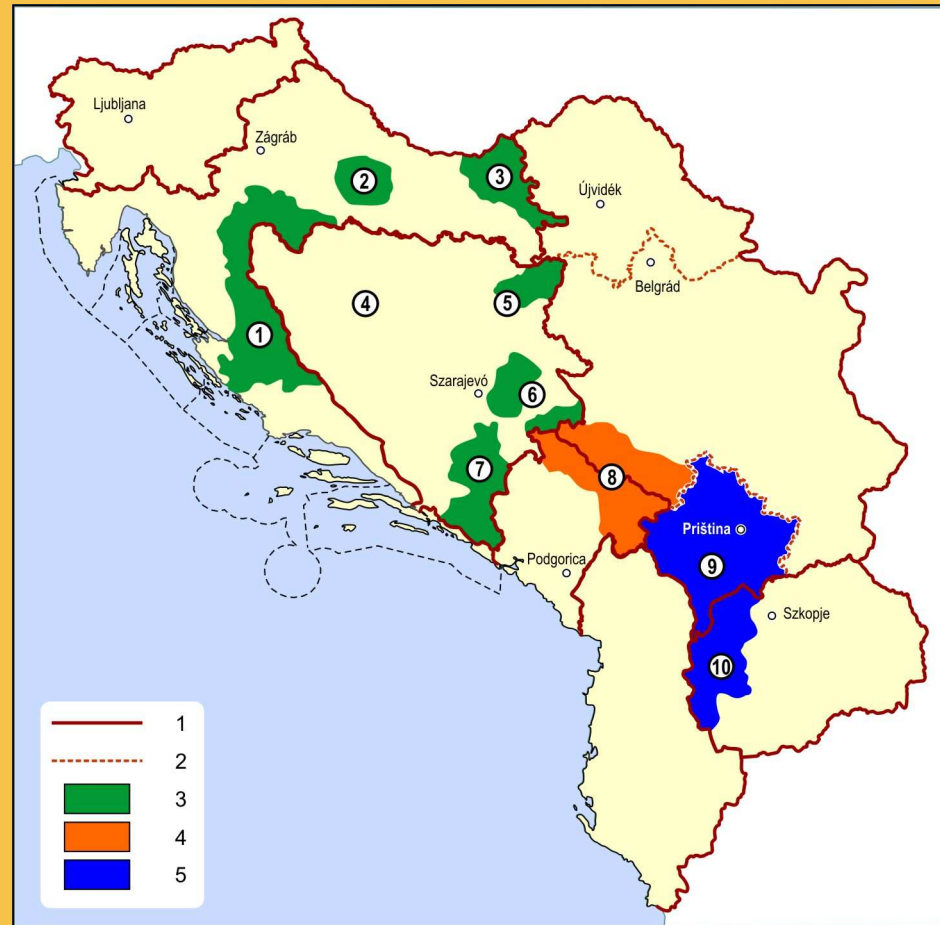 Ljubljana
Zágráb
2
3
Újvidék
Belgrád
4
5
1
Szarajevó
6
7
8
Priština
9
Podgorica
Szkopje
10
1
2
3
4
5